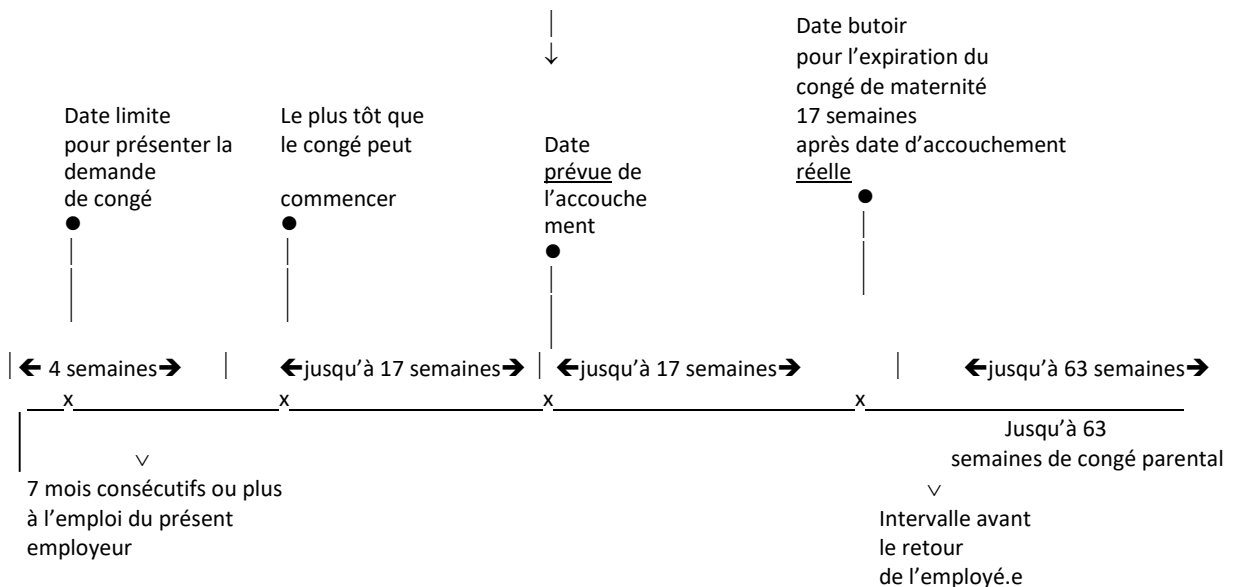 Date limite
pour présenter la
demande
de congé
Le plus tôt que
le congé peut
commencer
Date
prévue de
l'accouche
ment
Date butoir
pour l'expiration du
congé de maternité
17 semaines
après date d'accouchement
réelle
4 semaines
jusqu'à 17 semaines
jusqu'à 17 semaines
jusqu'à 63 semaines
x x x x
Jusqu'à 63
semaines de congé parental
7 mois consécutifs ou plus
à l'emploi du présent
employeur
Intervalle avant
le retour
de l'employé.e